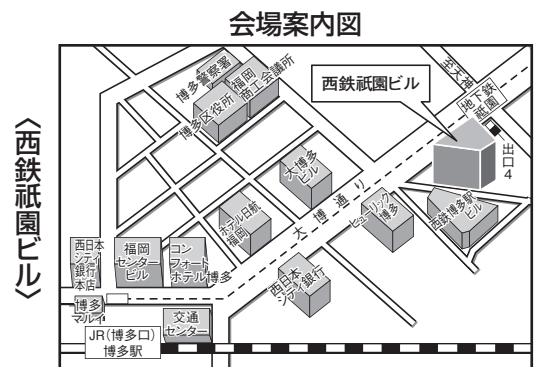 会場案内図
〈西鉄祇園ビル〉
博多警察署
福岡
商工会議所
博多区役所
西鉄祇園ビル
至天神
地下鉄
祇園
出口4
大博多
ビル
大博通り
ホテル日航
福岡
ヒューリック
博多
西鉄博多駅
ビル
西日本
シティ
銀行
本店
福岡
センター
ビル
コン
フォート
ホテル博多
西日本
シティ銀行
博多
マルイ
交通
センター
JR(博多口)
博多駅